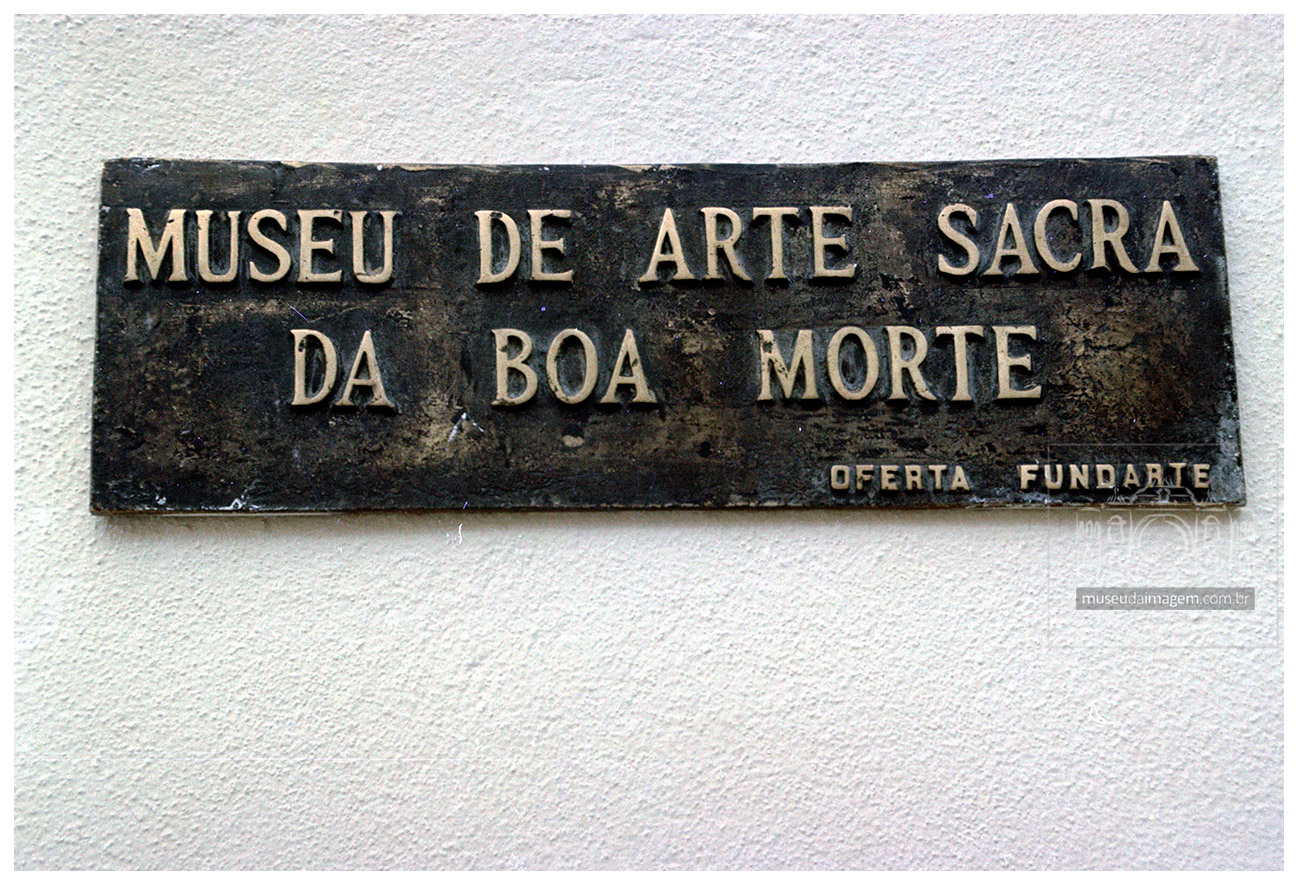 MUSEU DE ARTE SACRA
DA BOA MORTE
OFERTA FUNDARTE
museudaimagem.com.br